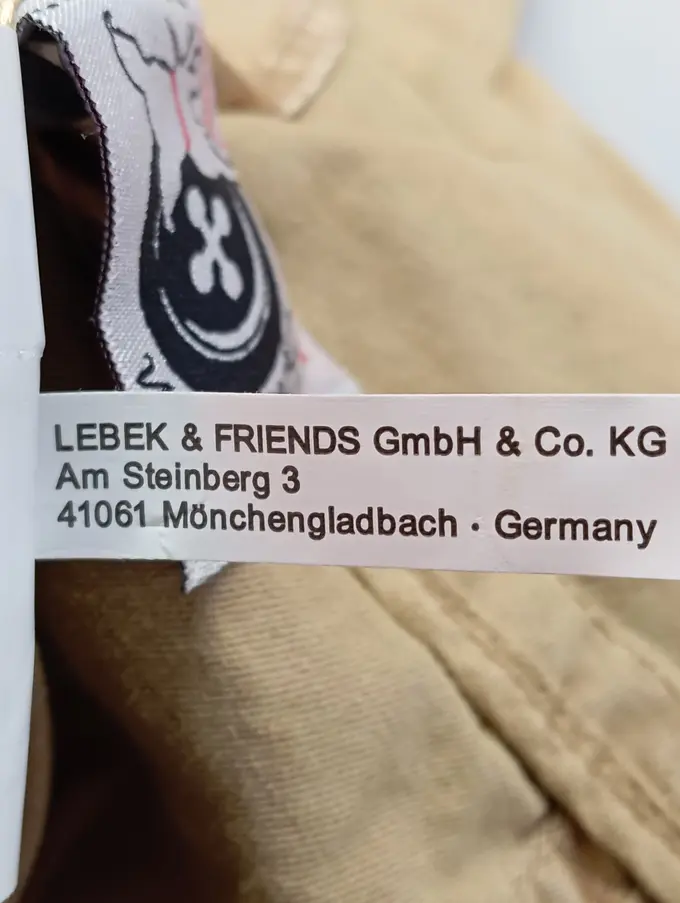 LEBEK & FRIENDS GmbH & Co. KG
Am Steinberg 3
41061 Mönchengladbach · Germany